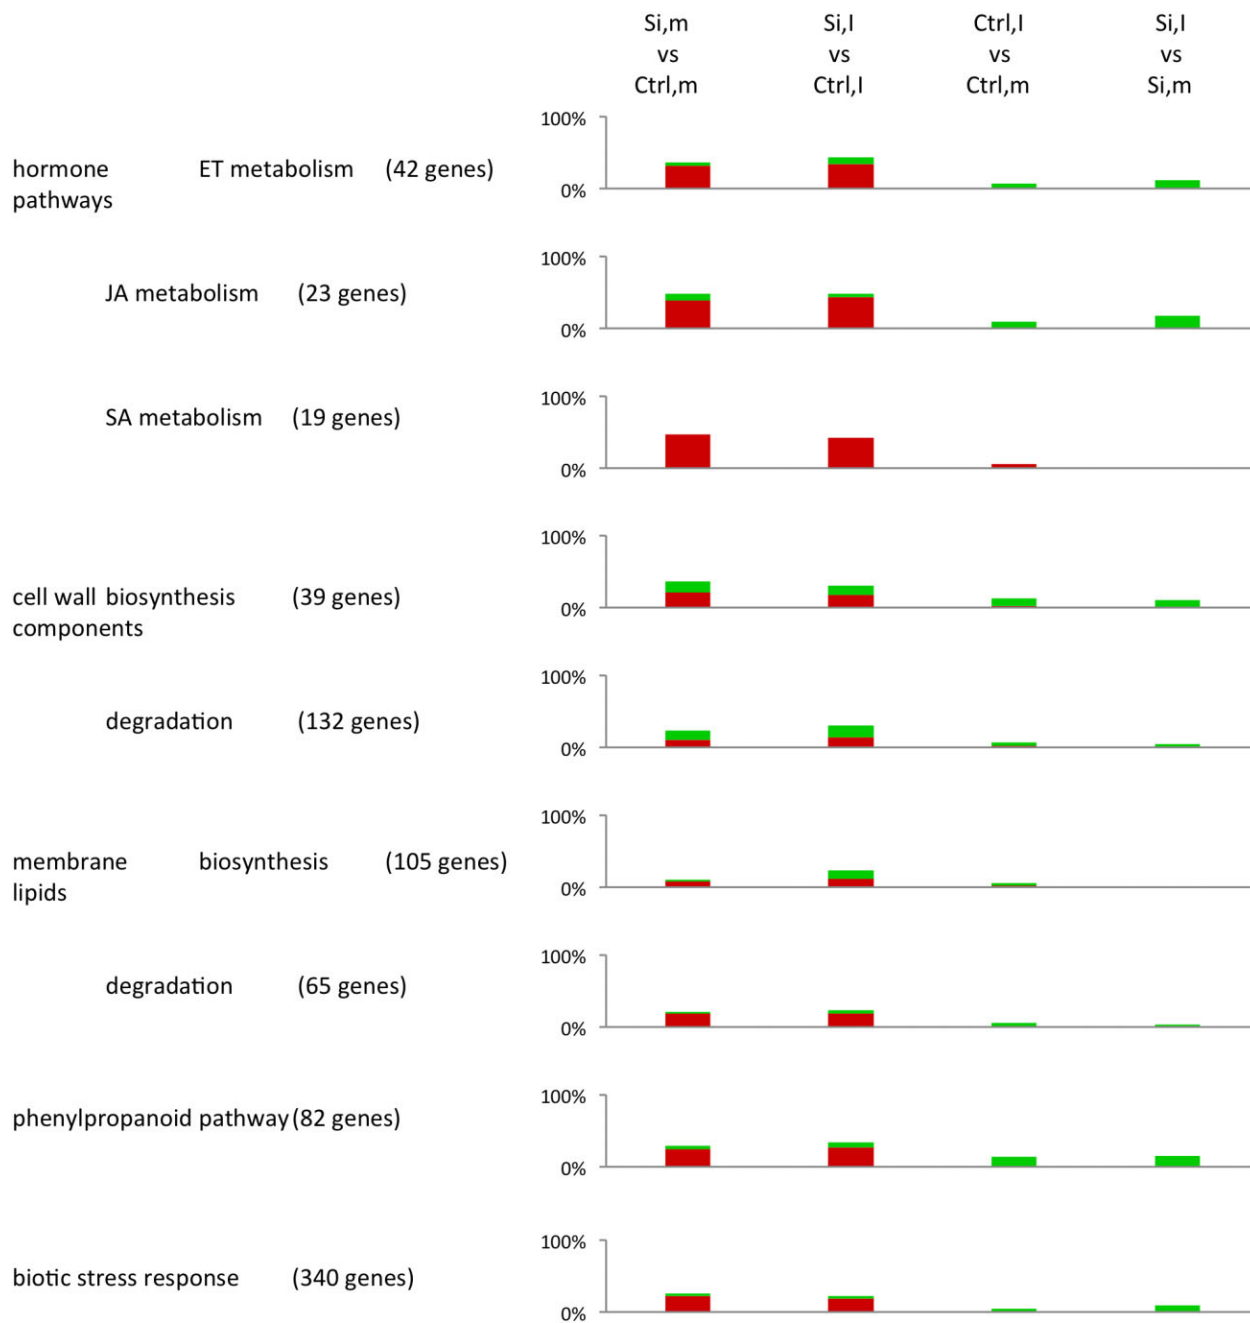 Si,m Si,I Ctrl,I Si,I
vs vs vs vs
Ctrl,m Ctrl,I Ctrl,m Si,m
100%
hormone ET metabolism (42 genes)
0%
pathways
100%
JA metabolism (23 genes)
0%
100%
SA metabolism (19 genes)
0%
100%
cell wall biosynthesis (39 genes)
0%
components
100%
degradation (132 genes)
0%
100%
membrane biosynthesis (105 genes)
0%
lipids
100%
degradation (65 genes)
0%
100%
phenylpropanoid pathway (82 genes)
0%
100%
biotic stress response (340 genes)
0%